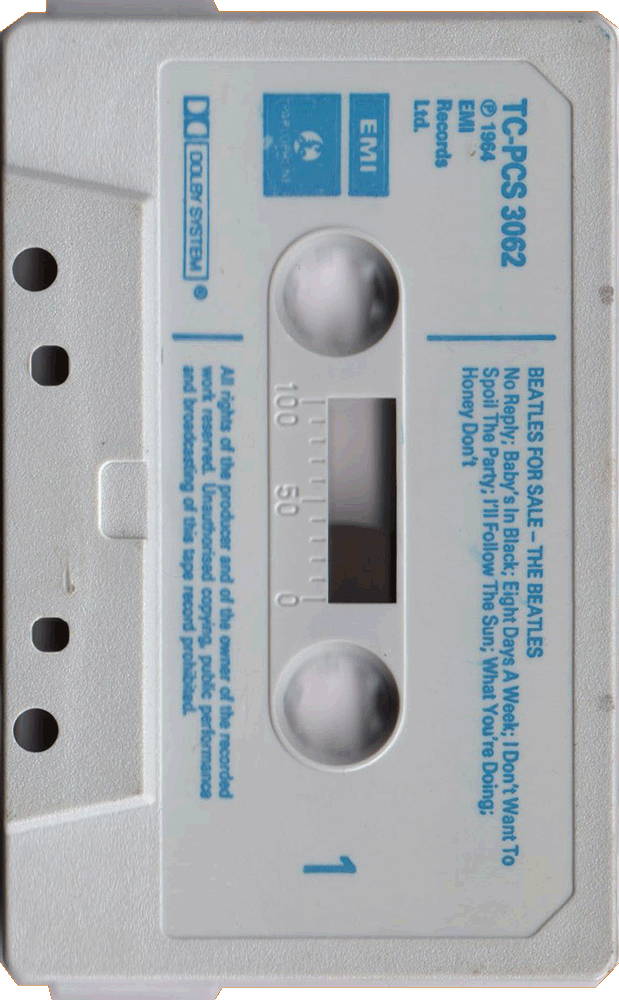 TC-PCS 3062
℗ 1964
EMI
Records
Ltd.
EMI
PARLOPHONE
DOLBY SYSTEM ®
BEATLES FOR SALE – THE BEATLES
No Reply; Baby's In Black; Eight Days A Week; I Don't Want To
Spoil The Party; I'll Follow The Sun; What You're Doing;
Honey Don't
100 50 0
1
All rights of the producer and of the owner of the recorded
work reserved. Unauthorised copying, public performance
and broadcasting of this tape record prohibited.